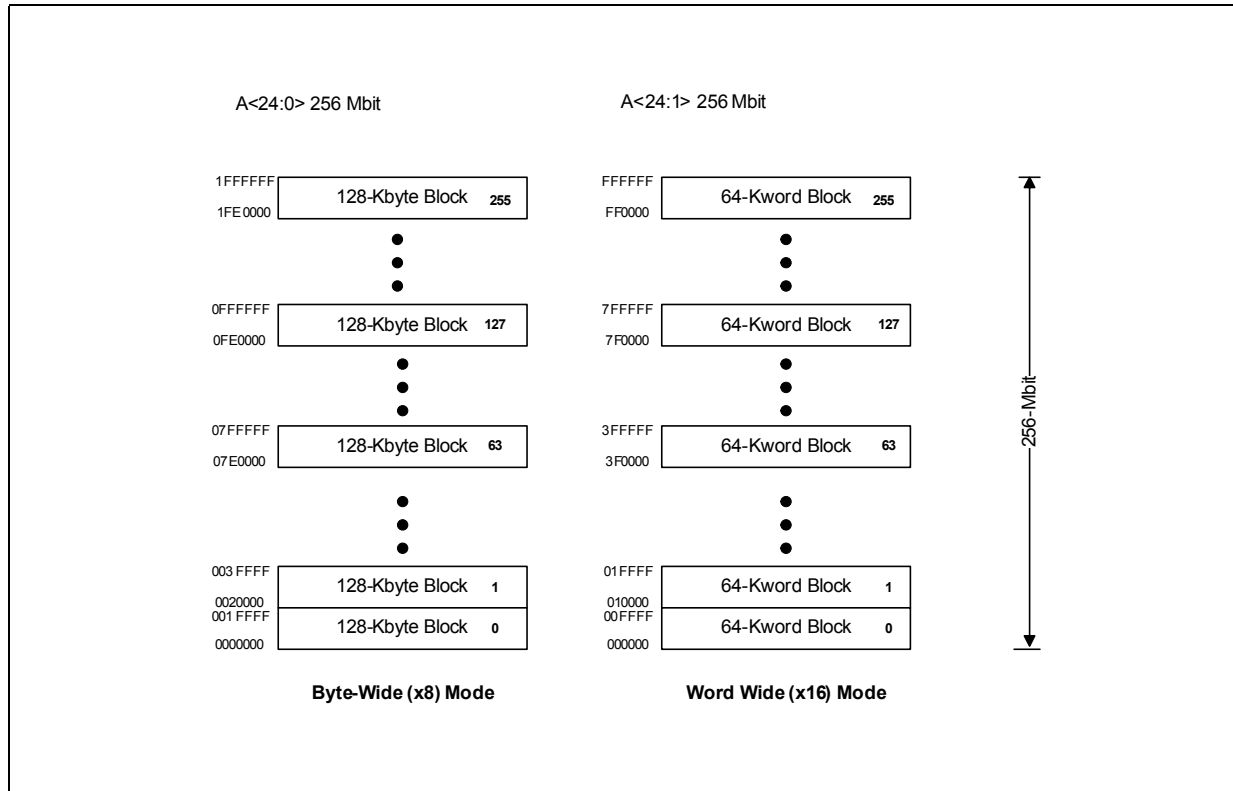 A<24:0> 256 Mbit
A<24:1> 256 Mbit
1FFFFFF
128-Kbyte Block 255
1FE0000
FFFFFF
64-Kword Block 255
FF0000
0FFFFFF
128-Kbyte Block 127
0FE0000
7FFFFF
64-Kword Block 127
7F0000
07FFFFF
128-Kbyte Block 63
07E0000
3FFFFF
64-Kword Block 63
3F0000
003FFFF
128-Kbyte Block 1
0020000
01FFFF
64-Kword Block 1
010000
001FFFF
128-Kbyte Block 0
0000000
00FFFF
64-Kword Block 0
000000
256-Mbit
Byte-Wide (x8) Mode
Word Wide (x16) Mode